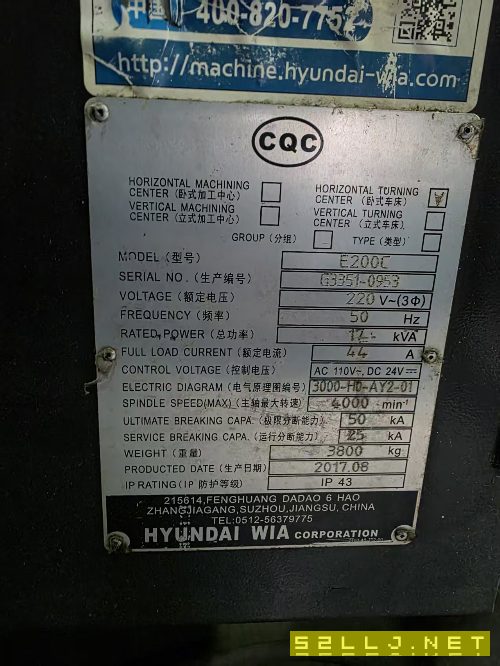 中国 400-820-7752
http://machine.hyundai-wia.com
CQC
HORIZONTAL MACHINING CENTER (卧式加工中心)
HORIZONTAL TURNING CENTER (卧式车床)
VERTICAL MACHINING CENTER (立式加工中心)
VERTICAL TURNING CENTER (立式车床)
GROUP (分组)
TYPE (类型)
MODEL (型号) E200C
SERIAL NO. (生产编号) G3351-0953
VOLTAGE (额定电压) 220 V~(3Φ)
FREQUENCY (频率) 50 Hz
RATED POWER (总功率) 17 kVA
FULL LOAD CURRENT (额定电流) 44 A
CONTROL VOLTAGE (控制电压) AC 110V~, DC 24V⎓
ELECTRIC DIAGRAM (电气原理图编号) 3000-H0-AY2-01
SPINDLE SPEED(MAX) (主轴最大转速) 4000 min⁻¹
ULTIMATE BREAKING CAPA. (极限分断能力) 50 kA
SERVICE BREAKING CAPA. (运行分断能力) 25 kA
WEIGHT (重量) 3800 kg
PRODUCTED DATE (生产日期) 2017.08
IP RATING (IP 防护等级) IP 43
215614,FENGHUANG DADAO 6 HAO
ZHANGJIAGANG,SUZHOU,JIANGSU, CHINA
TEL:0512-56379775
HYUNDAI WIA CORPORATION
52LLJ.NET